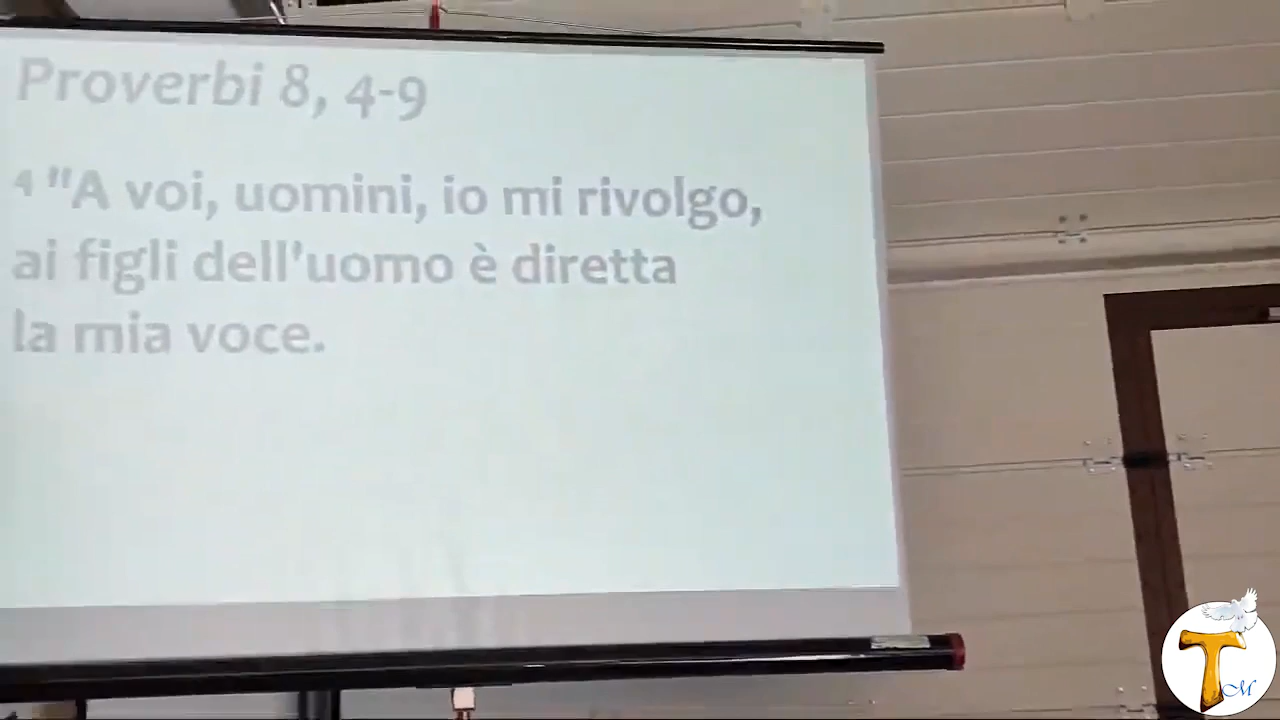 Proverbi 8, 4-9
4 "A voi, uomini, io mi rivolgo,
ai figli dell'uomo è diretta
la mia voce.